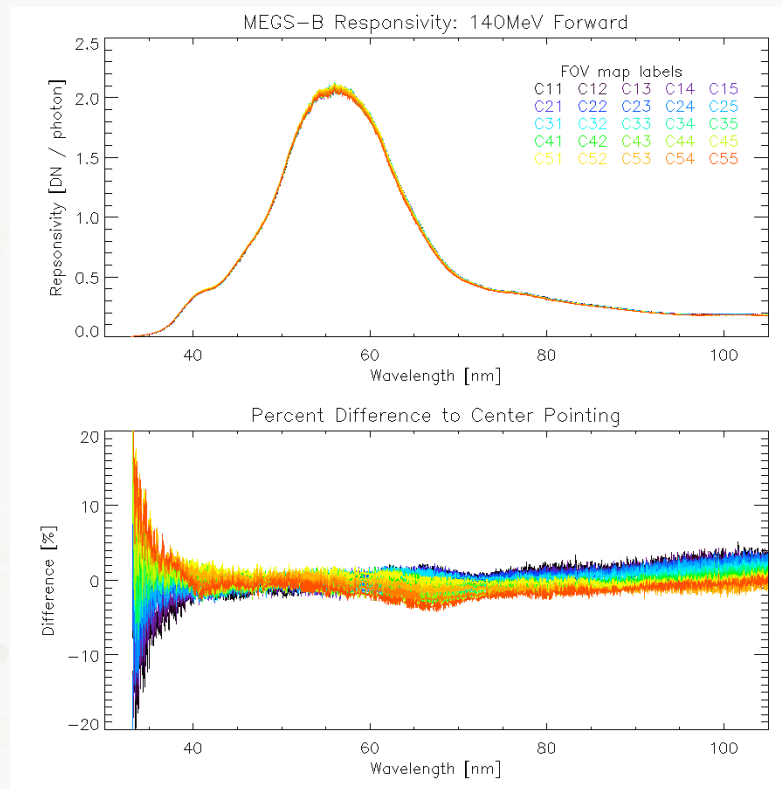 MEGS-B Responsivity: 140MeV Forward
2.5
2.0
1.5
1.0
0.5
0.0
Repsonsivity [DN / photon]
FOV map labels
C11 C12 C13 C14 C15
C21 C22 C23 C24 C25
C31 C32 C33 C34 C35
C41 C42 C43 C44 C45
C51 C52 C53 C54 C55
40 60 80 100
Wavelength [nm]
Percent Difference to Center Pointing
20
10
0
-10
-20
Difference [%]
40 60 80 100
Wavelength [nm]